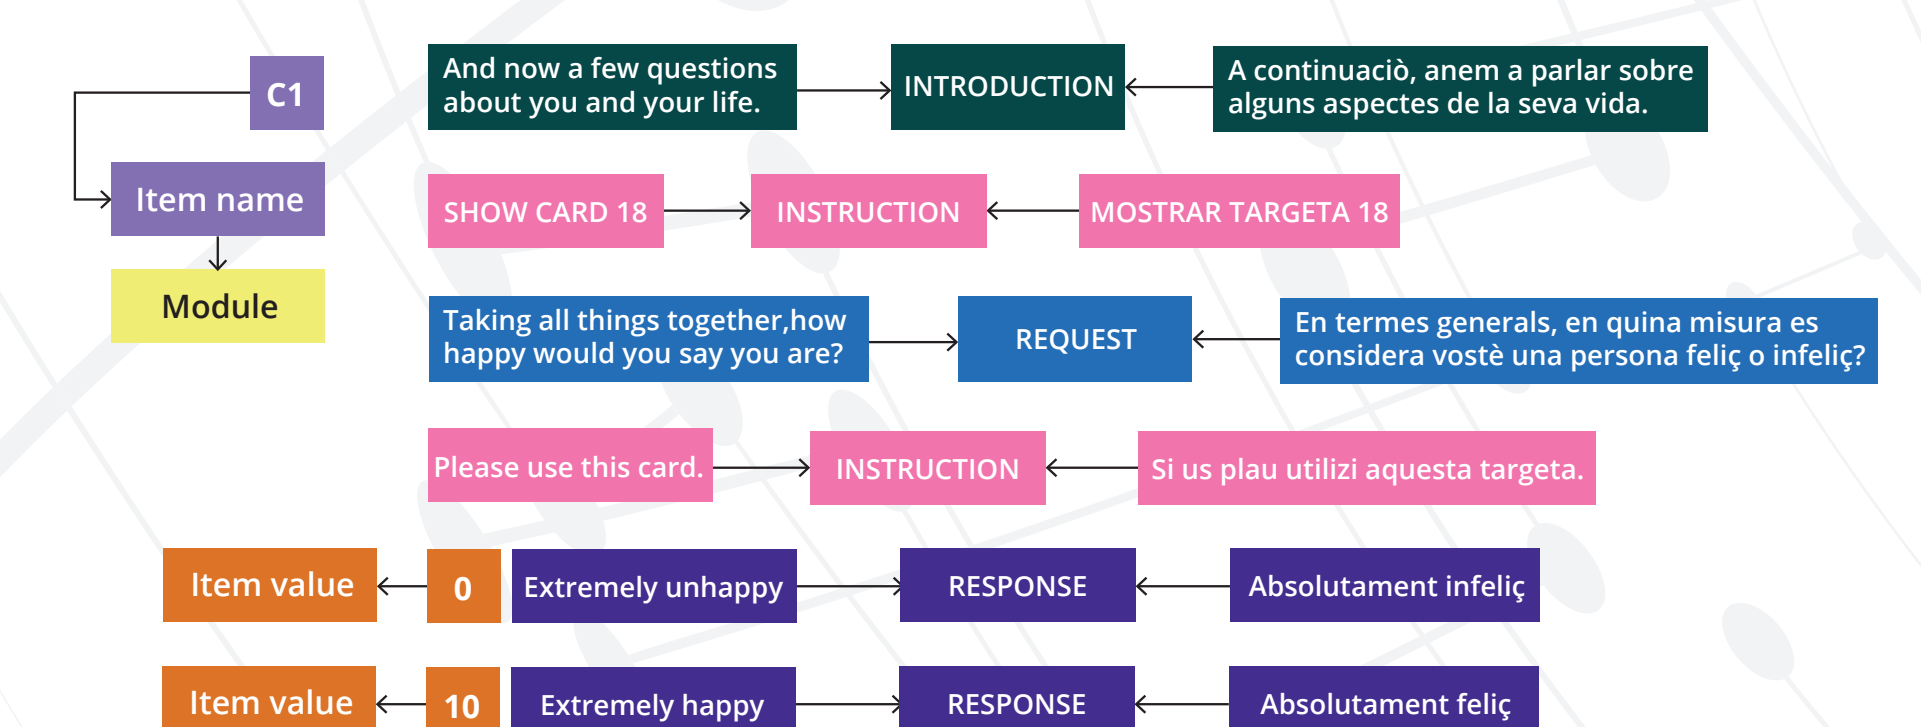 C1
And now a few questions
about you and your life.
INTRODUCTION
A continuaciò, anem a parlar sobre
alguns aspectes de la seva vida.
Item name
SHOW CARD 18
INSTRUCTION
MOSTRAR TARGETA 18
Module
Taking all things together,how
happy would you say you are?
REQUEST
En termes generals, en quina misura es
considera vostè una persona feliç o infeliç?
Please use this card.
INSTRUCTION
Si us plau utilizi aquesta targeta.
Item value
0
Extremely unhappy
RESPONSE
Absolutament infeliç
Item value
10
Extremely happy
RESPONSE
Absolutament feliç